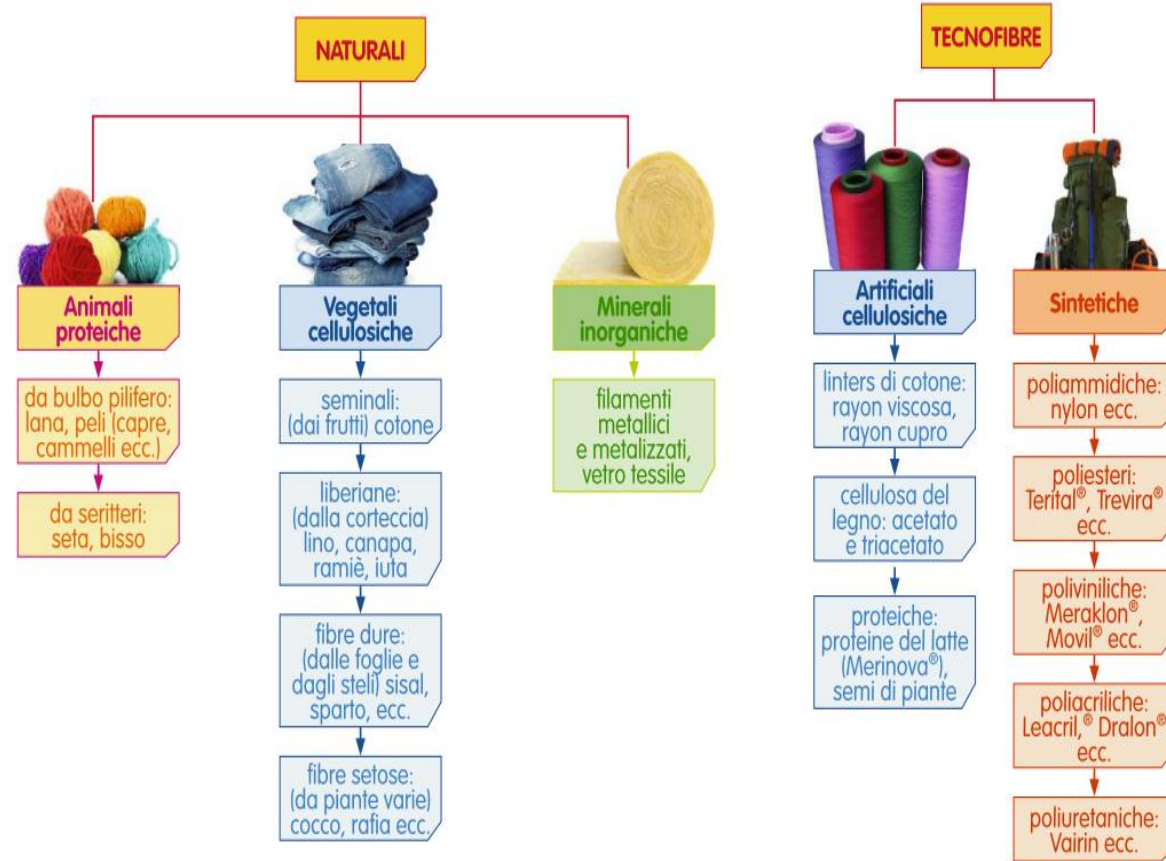 NATURALI
TECNOFIBRE
Animali
proteiche
da bulbo pilifero:
lana, peli (capre,
cammelli ecc.)
da seritteri:
seta, bisso
Vegetali
cellulosiche
seminali:
(dai frutti) cotone
liberiane:
(dalla corteccia)
lino, canapa,
ramiè, iuta
fibre dure:
(dalle foglie e
dagli steli) sisal,
sparto, ecc.
fibre setose:
(da piante varie)
cocco, rafia ecc.
Minerali
inorganiche
filamenti
metallici
e metalizzati,
vetro tessile
Artificiali
cellulosiche
linters di cotone:
rayon viscosa,
rayon cupro
cellulosa del
legno: acetato
e triacetato
proteiche:
proteine del latte
(Merinova®),
semi di piante
Sintetiche
poliammidiche:
nylon ecc.
poliesteri:
Terital®, Trevira®
ecc.
poliviniliche:
Meraklon®,
Movil® ecc.
poliacriliche:
Leacril,® Dralon®
ecc.
poliuretaniche:
Vairin ecc.